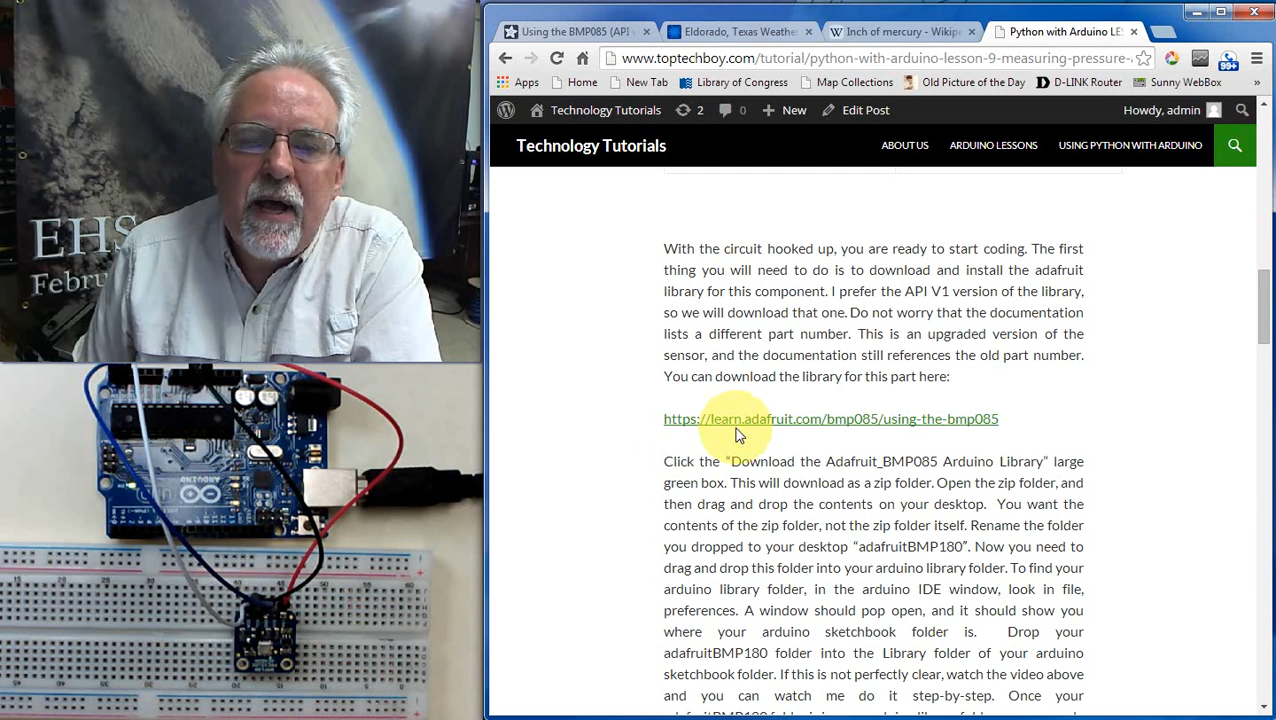 EHS
Februa
Using the BMP085 (API v
Eldorado, Texas Weathe
Inch of mercury - Wikipe
Python with Arduino LES
www.toptechboy.com/tutorial/python-with-arduino-lesson-9-measuring-pressure-
Apps Home New Tab Library of Congress Map Collections Old Picture of the Day D-LINK Router Sunny WebBox
99+
Technology Tutorials 2 0 New Edit Post Howdy, admin
Technology Tutorials ABOUT US ARDUINO LESSONS USING PYTHON WITH ARDUINO
With the circuit hooked up, you are ready to start coding. The first
thing you will need to do is to download and install the adafruit
library for this component. I prefer the API V1 version of the library,
so we will download that one. Do not worry that the documentation
lists a different part number. This is an upgraded version of the
sensor, and the documentation still references the old part number.
You can download the library for this part here:
https://learn.adafruit.com/bmp085/using-the-bmp085
Click the “Download the Adafruit_BMP085 Arduino Library” large
green box. This will download as a zip folder. Open the zip folder, and
then drag and drop the contents on your desktop. You want the
contents of the zip folder, not the zip folder itself. Rename the folder
you dropped to your desktop “adafruitBMP180”. Now you need to
drag and drop this folder into your arduino library folder. To find your
arduino library folder, in the arduino IDE window, look in file,
preferences. A window should pop open, and it should show you
where your arduino sketchbook folder is. Drop your
adafruitBMP180 folder into the Library folder of your arduino
sketchbook folder. If this is not perfectly clear, watch the video above
and you can watch me do it step-by-step. Once your